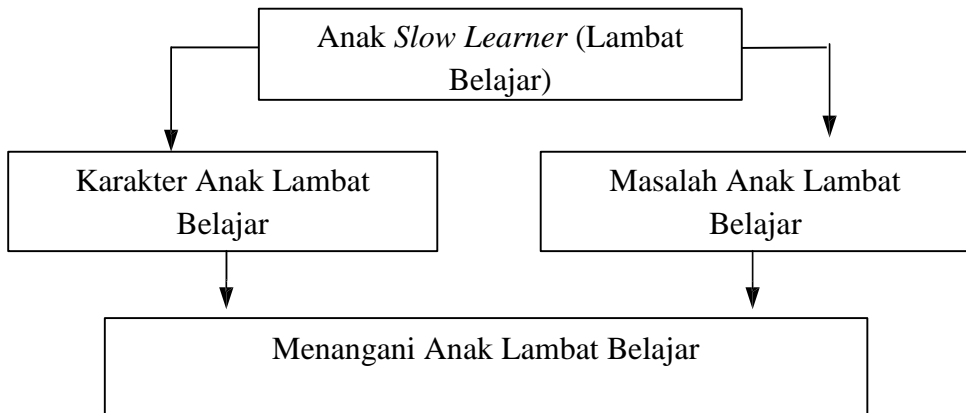 Anak Slow Learner (Lambat
Belajar)
Karakter Anak Lambat
Belajar
Masalah Anak Lambat
Belajar
Menangani Anak Lambat Belajar